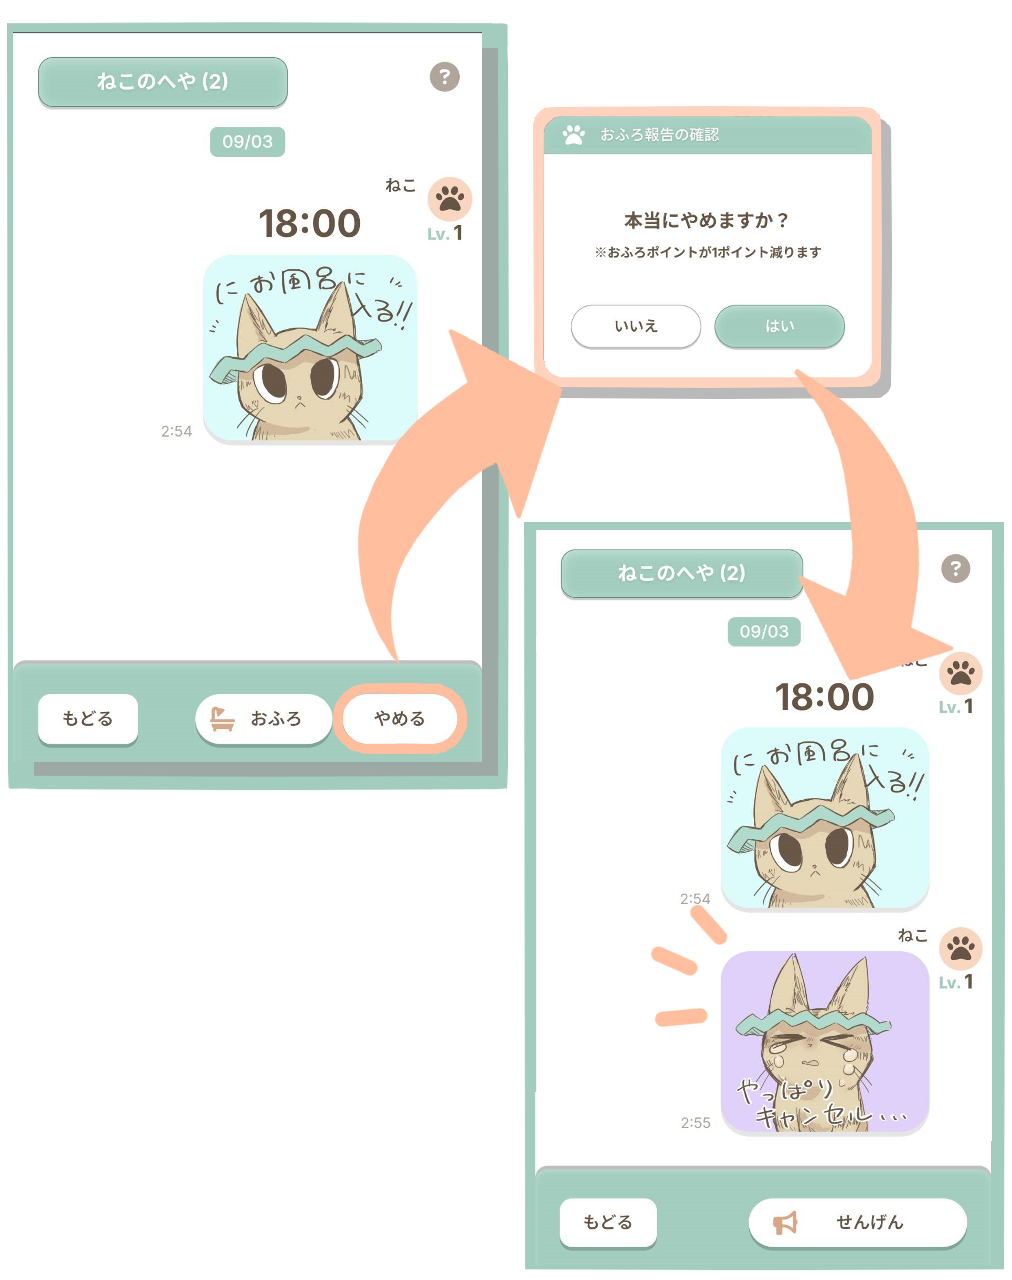 ねこのへや (2)
?
09/03
ねこ
18:00
Lv.1
にお風呂に
入る!!
2:54
もどる
おふろ
やめる
おふろ報告の確認
本当にやめますか？
※おふろポイントが1ポイント減ります
いいえ
はい
ねこのへや (2)
?
09/03
ねこ
18:00
Lv.1
にお風呂に
入る!!
2:54
ねこ
Lv.1
やっぱり
キャンセル...
2:55
もどる
せんげん